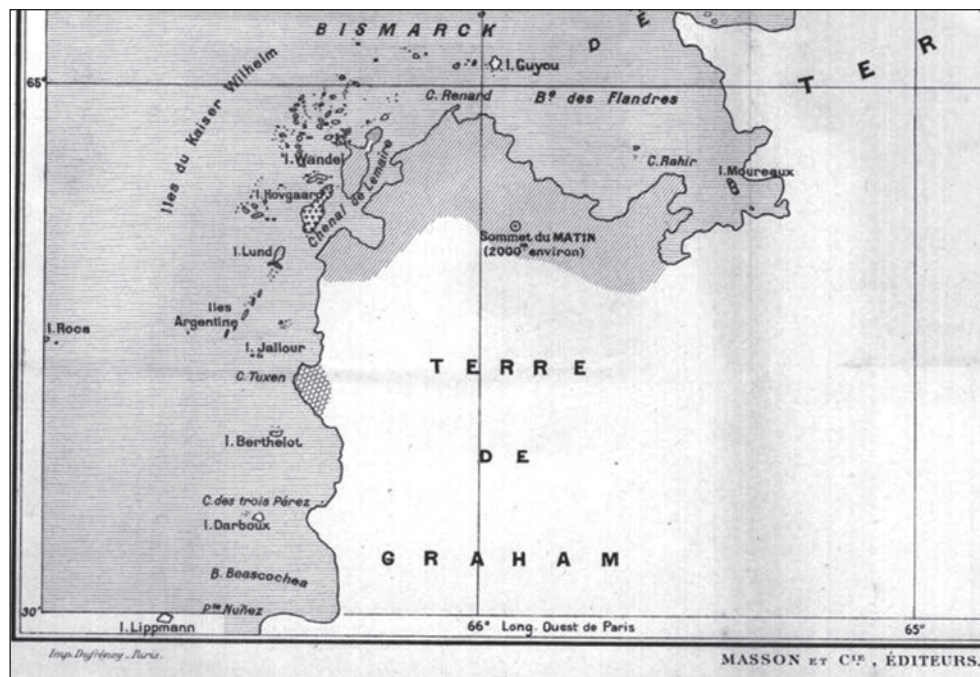 BISMARCK
D E
T E R
65°
I. Guyou
C. Renard
Bᵉ des Flandres
Iles du Kaiser Wilhelm
I. Wandel
C. Rahir
I. Moureaux
I. Hovgaard
Chenal de Lemaire
Sommet du MATIN
(2000ᵐ environ)
I. Lund
Iles
Argentine
I. Roca
I. Jallour
C. Tuxen
TERRE
I. Berthelot
DE
C. des trois Pérez
I. Darboux
GRAHAM
B. Beascochea
Pᵗᵉ Nuñez
30'
I. Lippmann
66° Long. Ouest de Paris
65°
Imp. Dufrénoy _ Paris.
MASSON ET Cᴵᴱ, ÉDITEURS.